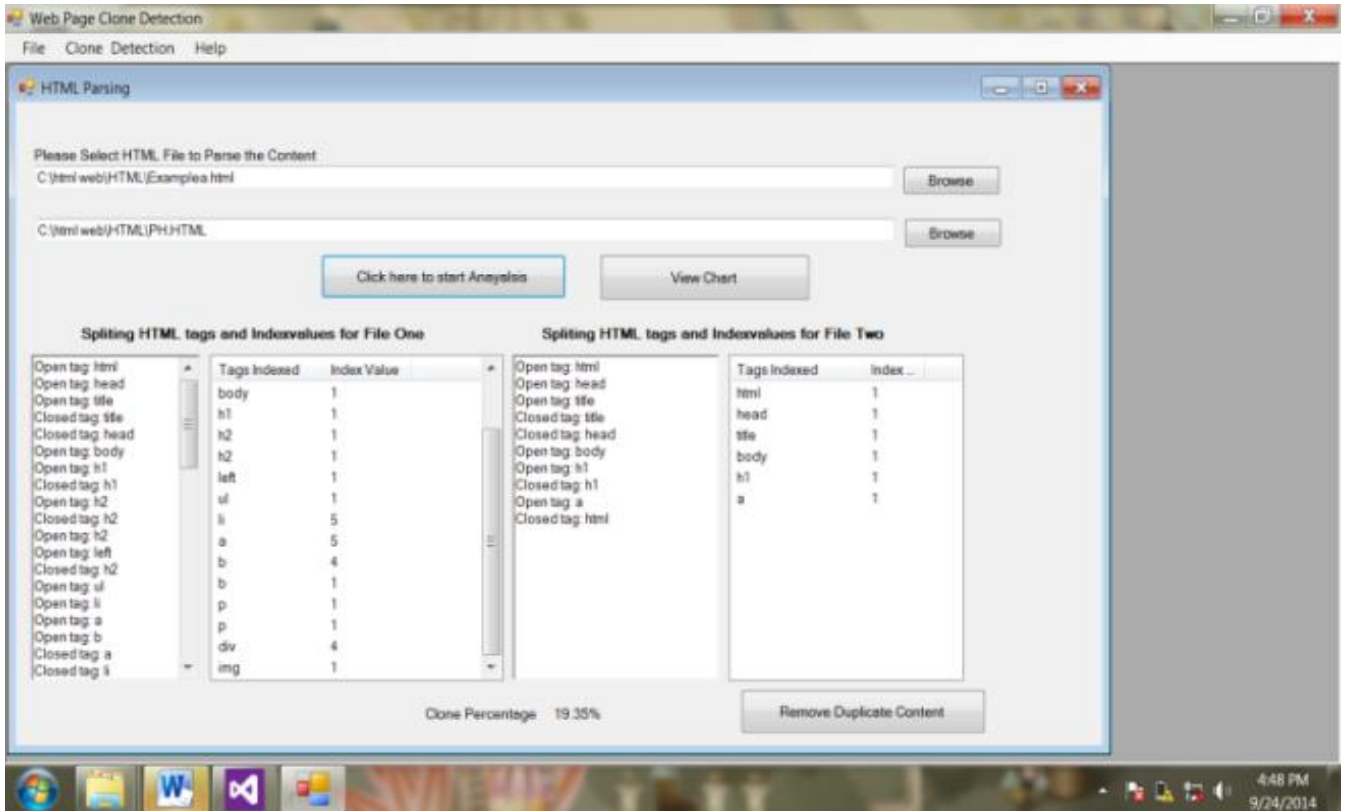 Web Page Clone Detection
File Clone Detection Help
HTML Parsing
Please Select HTML File to Parse the Content
C:\html web\HTML\Examplea.html
Browse
C:\html web\HTML\PH.HTML
Browse
Click here to start Anayalsis
View Chart
Spliting HTML tags and Indexvalues for File One
Spliting HTML tags and Indexvalues for File Two
Open tag: html
Open tag: head
Open tag: title
Closed tag: title
Closed tag: head
Open tag: body
Open tag: h1
Closed tag: h1
Open tag: h2
Closed tag: h2
Open tag: h2
Open tag: left
Closed tag: h2
Open tag: ul
Open tag: li
Open tag: a
Open tag: b
Closed tag: a
Closed tag: li
Tags Indexed Index Value
body 1
h1 1
h2 1
h2 1
left 1
ul 1
li 5
a 5
b 4
b 1
p 1
p 1
div 4
img 1
Open tag: html
Open tag: head
Open tag: title
Closed tag: title
Closed tag: head
Open tag: body
Open tag: h1
Closed tag: h1
Open tag: a
Closed tag: html
Tags Indexed Index ...
html 1
head 1
title 1
body 1
h1 1
a 1
Clone Percentage 19.35%
Remove Duplicate Content
4:48 PM
9/24/2014